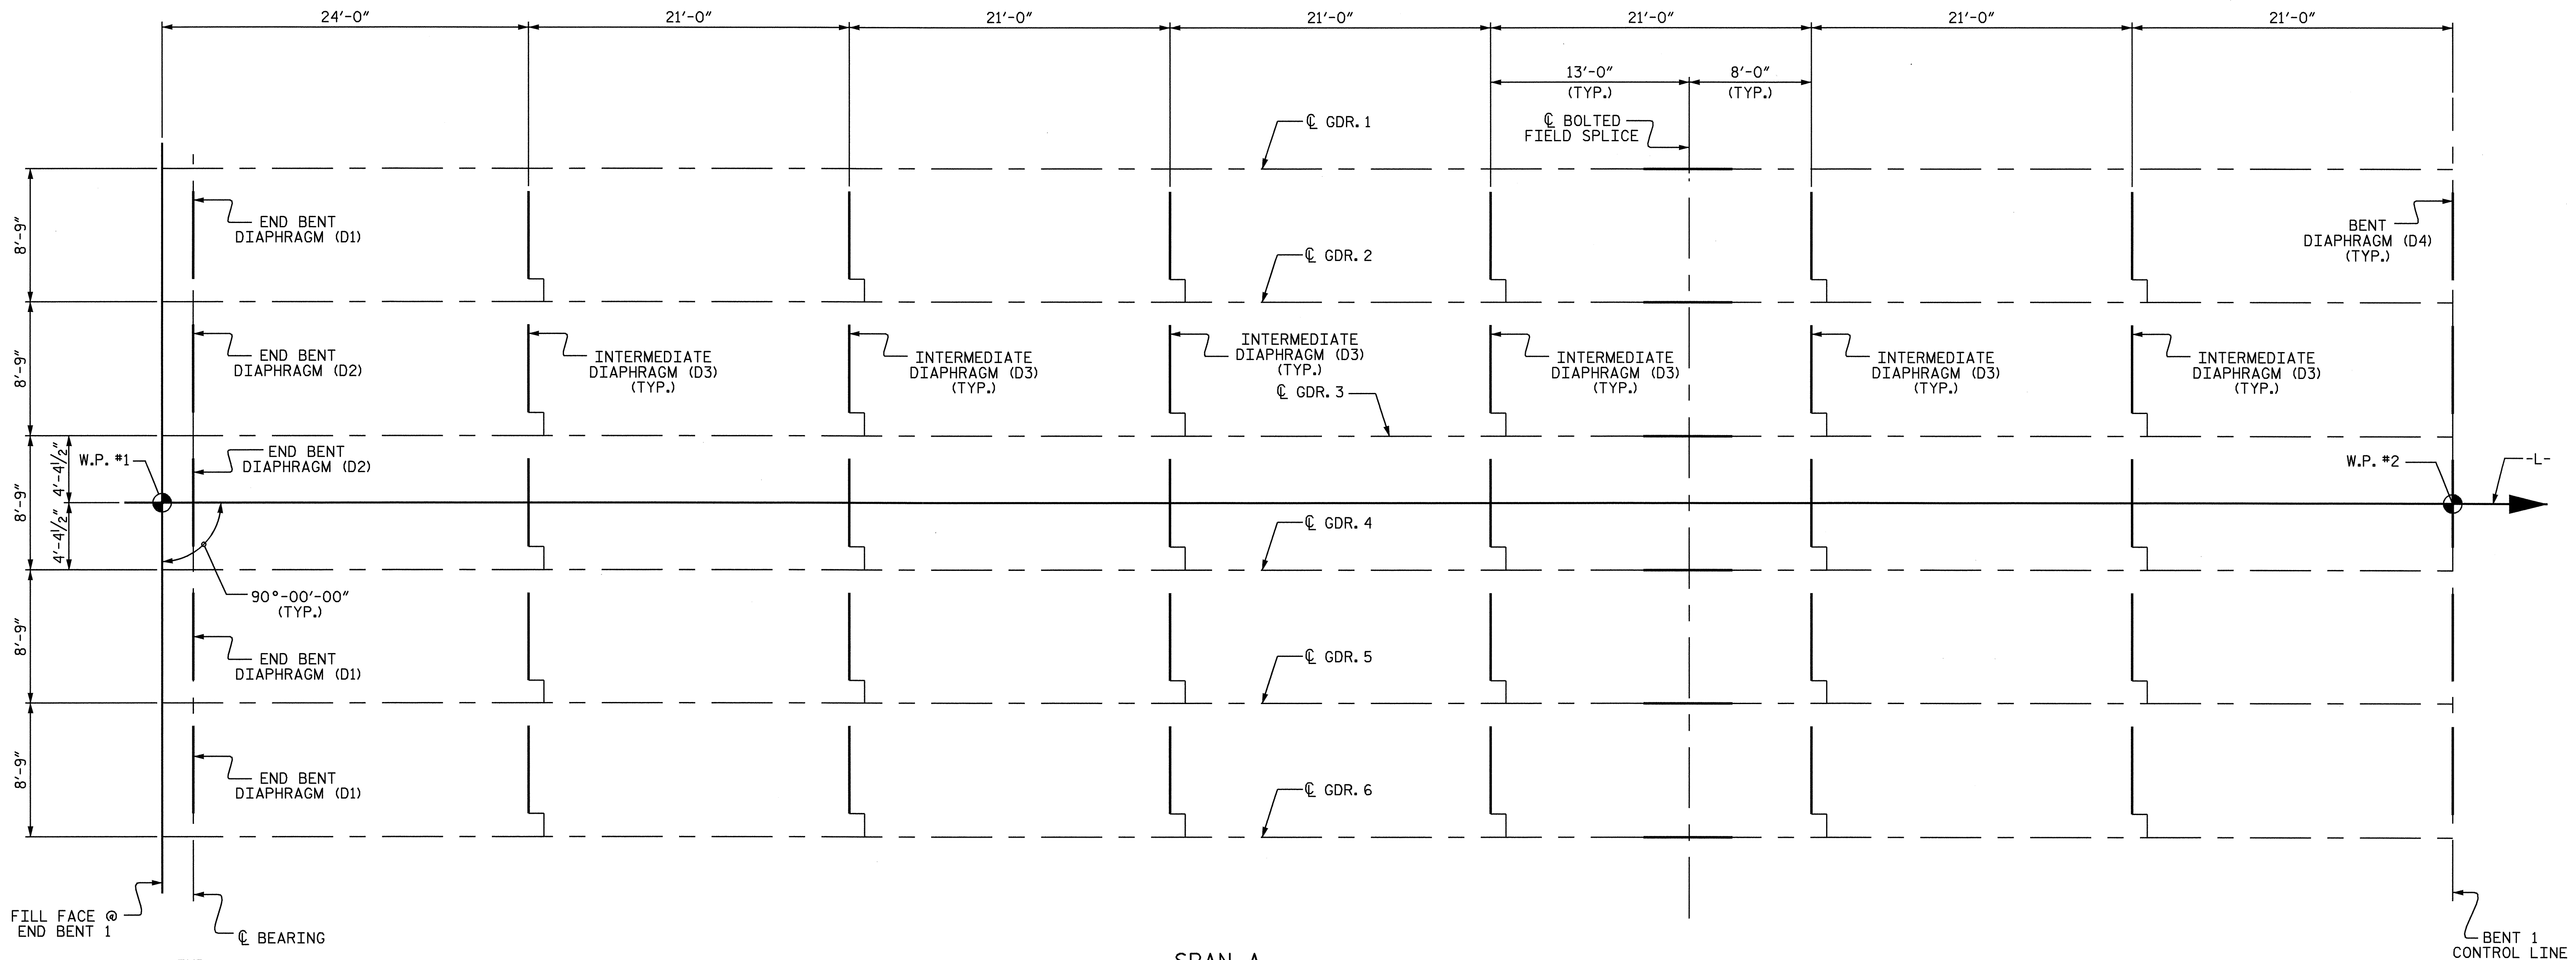 24'-0" 21'-0" 21'-0" 21'-0" 21'-0" 21'-0" 21'-0"
13'-0" 8'-0"
(TYP.) (TYP.)
℄ GDR. 1
℄ BOLTED
FIELD SPLICE
8'-9"
END BENT
DIAPHRAGM (D1)
BENT
DIAPHRAGM (D4)
(TYP.)
℄ GDR. 2
8'-9"
END BENT
DIAPHRAGM (D2)
INTERMEDIATE
DIAPHRAGM (D3)
(TYP.)
INTERMEDIATE
DIAPHRAGM (D3)
(TYP.)
INTERMEDIATE
DIAPHRAGM (D3)
(TYP.)
INTERMEDIATE
DIAPHRAGM (D3)
(TYP.)
INTERMEDIATE
DIAPHRAGM (D3)
(TYP.)
INTERMEDIATE
DIAPHRAGM (D3)
(TYP.)
℄ GDR. 3
8'-9"
4'-4½"
4'-4½"
W.P. #1
END BENT
DIAPHRAGM (D2)
W.P. #2
-L-
℄ GDR. 4
90°-00'-00"
(TYP.)
8'-9"
END BENT
DIAPHRAGM (D1)
℄ GDR. 5
8'-9"
END BENT
DIAPHRAGM (D1)
℄ GDR. 6
FILL FACE @
END BENT 1
℄ BEARING
BENT 1
CONTROL LINE
SPAN A